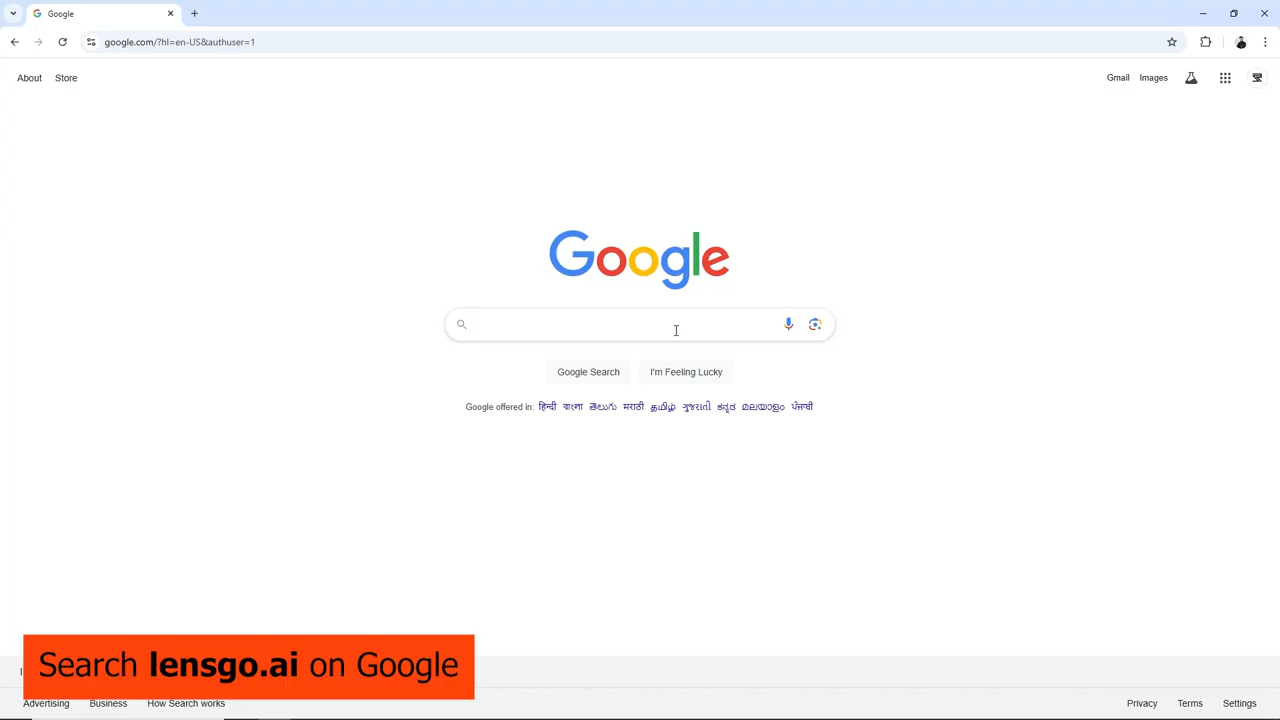 Google
google.com/?hl=en-US&authuser=1
About Store
Gmail Images
Google
Google Search I'm Feeling Lucky
Google offered in: हिन्दी বাংলা తెలుగు मराठी தமிழ் ગુજરાતી ಕನ್ನಡ മലയാളം ਪੰਜਾਬੀ
Search lensgo.ai on Google
Advertising Business How Search works
Privacy Terms Settings